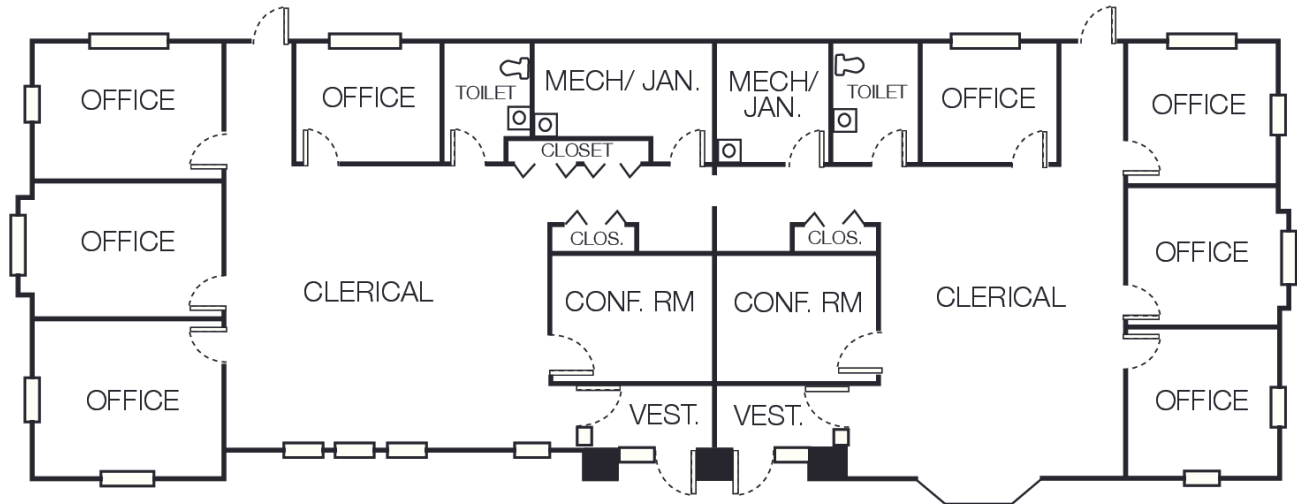 OFFICE
OFFICE
TOILET
MECH/ JAN.
MECH/
JAN.
TOILET
OFFICE
OFFICE
CLOSET
OFFICE
CLOS.
CLOS.
OFFICE
CLERICAL
CONF. RM
CONF. RM
CLERICAL
OFFICE
VEST.
VEST.
OFFICE